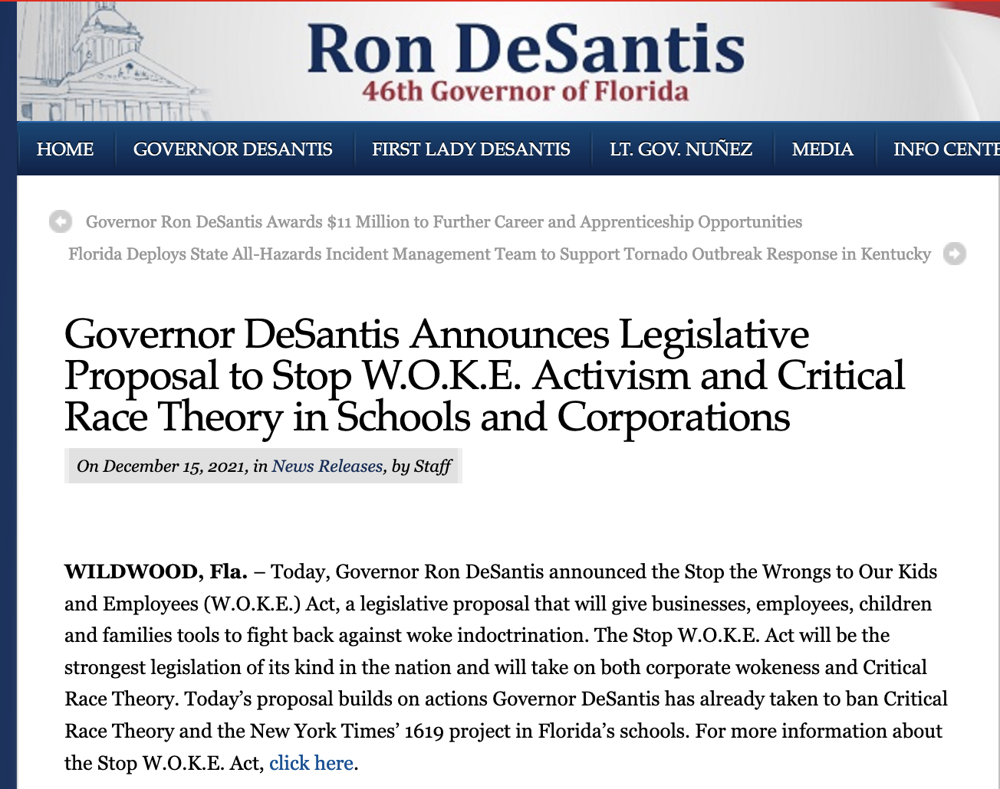 Ron DeSantis
46th Governor of Florida
HOME GOVERNOR DESANTIS FIRST LADY DESANTIS LT. GOV. NUÑEZ MEDIA INFO CENTE
Governor Ron DeSantis Awards $11 Million to Further Career and Apprenticeship Opportunities
Florida Deploys State All-Hazards Incident Management Team to Support Tornado Outbreak Response in Kentucky
Governor DeSantis Announces Legislative
Proposal to Stop W.O.K.E. Activism and Critical
Race Theory in Schools and Corporations
On December 15, 2021, in News Releases, by Staff
WILDWOOD, Fla. – Today, Governor Ron DeSantis announced the Stop the Wrongs to Our Kids
and Employees (W.O.K.E.) Act, a legislative proposal that will give businesses, employees, children
and families tools to fight back against woke indoctrination. The Stop W.O.K.E. Act will be the
strongest legislation of its kind in the nation and will take on both corporate wokeness and Critical
Race Theory. Today’s proposal builds on actions Governor DeSantis has already taken to ban Critical
Race Theory and the New York Times’ 1619 project in Florida’s schools. For more information about
the Stop W.O.K.E. Act, click here.